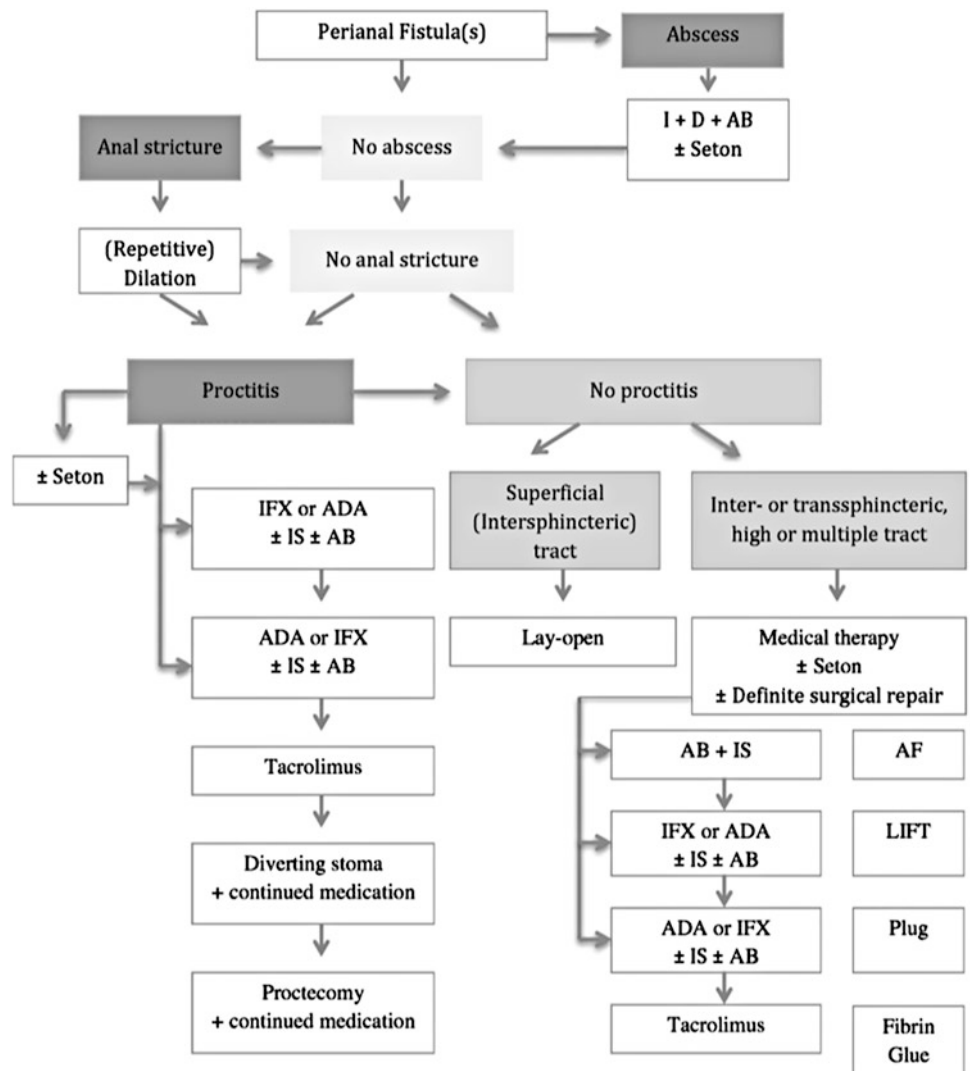 Perianal Fistula(s)
Abscess
I + D + AB
± Seton
Anal stricture
No abscess
(Repetitive)
Dilation
No anal stricture
Proctitis
No proctitis
± Seton
IFX or ADA
± IS ± AB
ADA or IFX
± IS ± AB
Tacrolimus
Diverting stoma
+ continued medication
Proctecomy
+ continued medication
Superficial
(Intersphincteric)
tract
Lay-open
Inter- or transsphincteric,
high or multiple tract
Medical therapy
± Seton
± Definite surgical repair
AB + IS
IFX or ADA
± IS ± AB
ADA or IFX
± IS ± AB
Tacrolimus
AF
LIFT
Plug
Fibrin
Glue